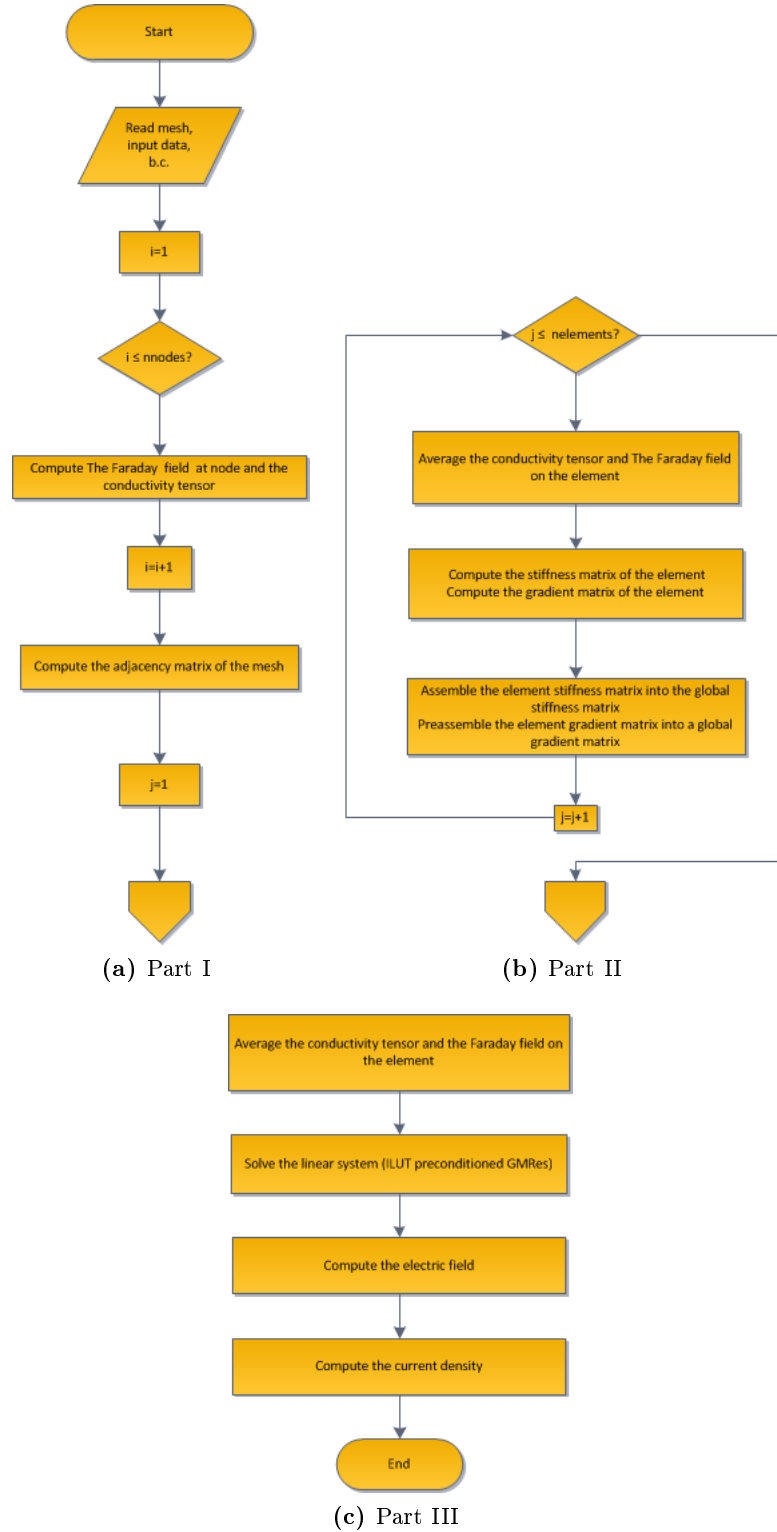 Start
Read mesh,
input data,
b.c.
i=1
i ≤ nnodes?
Compute The Faraday field at node and the
conductivity tensor
i=i+1
Compute the adjacency matrix of the mesh
j=1
(a) Part I
j ≤ nelements?
Average the conductivity tensor and The Faraday field
on the element
Compute the stiffness matrix of the element
Compute the gradient matrix of the element
Assemble the element stiffness matrix into the global
stiffness matrix
Preassemble the element gradient matrix into a global
gradient matrix
j=j+1
(b) Part II
Average the conductivity tensor and the Faraday field on
the element
Solve the linear system (ILUT preconditioned GMRes)
Compute the electric field
Compute the current density
End
(c) Part III